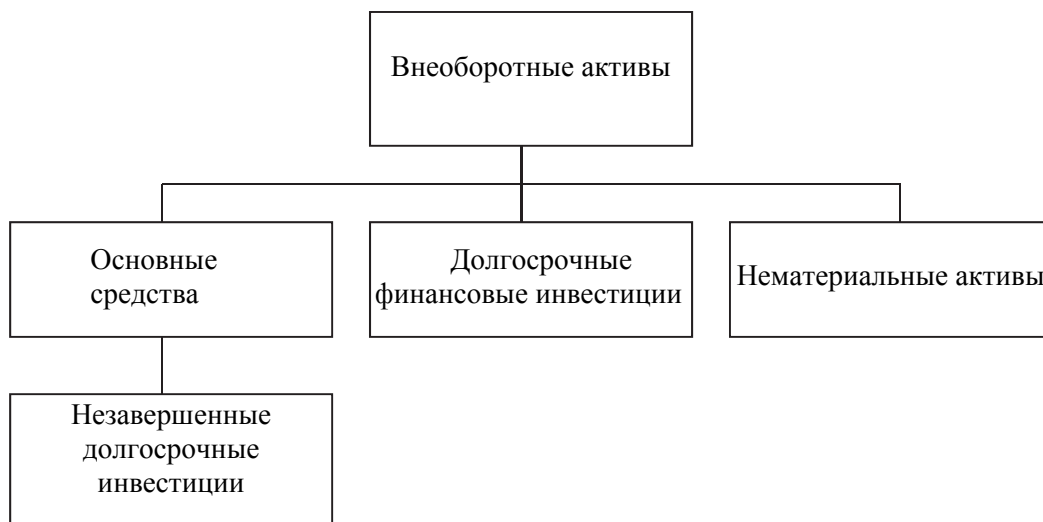 Внеоборотные активы
Основные
средства
Долгосрочные
финансовые инвестиции
Нематериальные активы
Незавершенные
долгосрочные
инвестиции